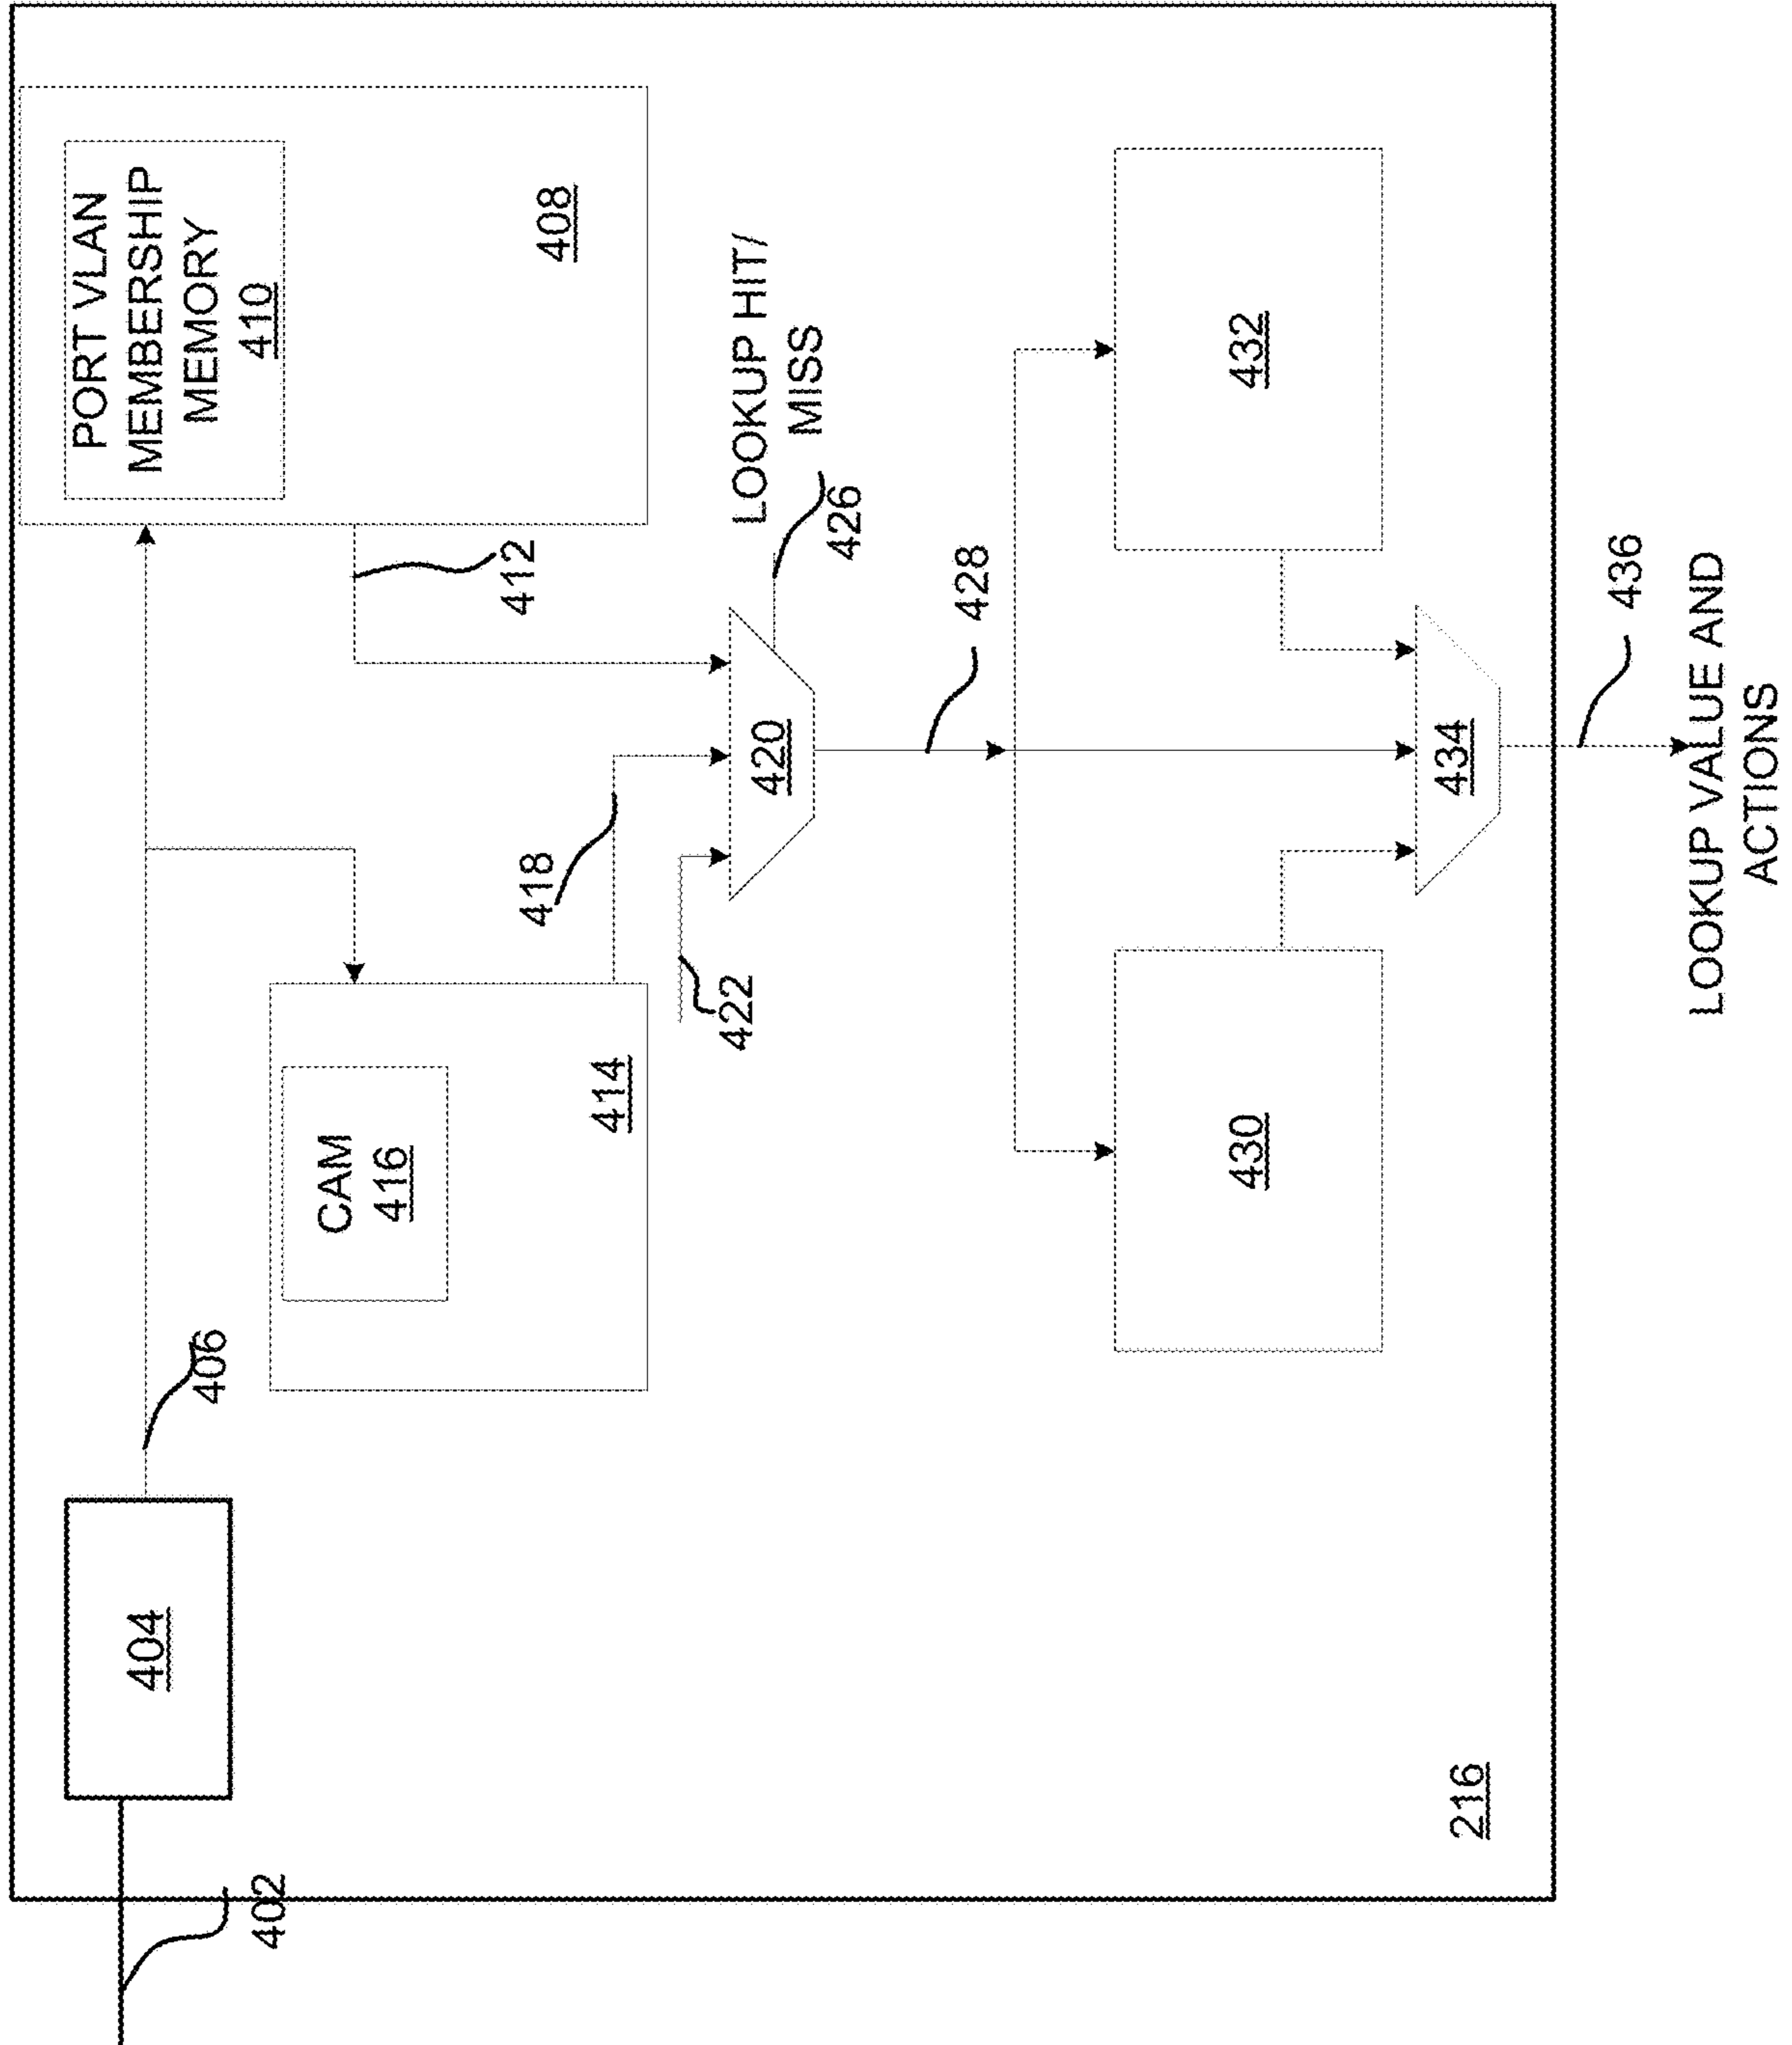 402
404
406
PORT VLAN
MEMBERSHIP
MEMORY
410
408
CAM
416
414
412
418
422
420
LOOKUP HIT/
MISS
426
428
430
432
434
436
216
LOOKUP VALUE AND
ACTIONS